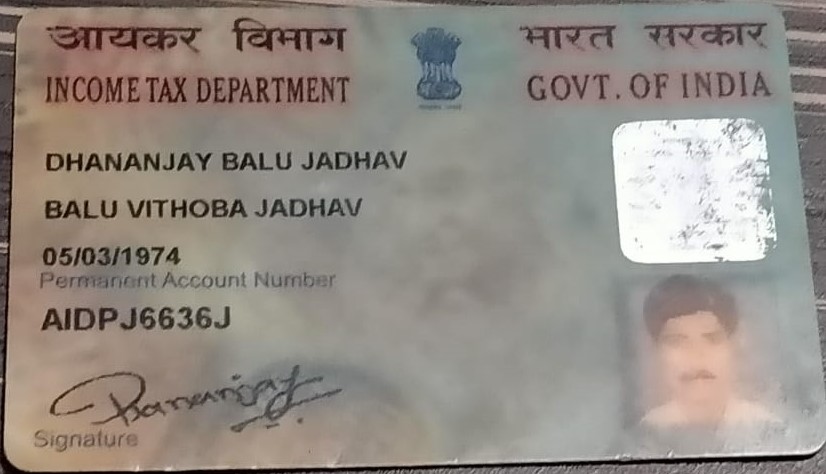 आयकर विभाग
भारत सरकार
INCOME TAX DEPARTMENT
GOVT. OF INDIA
DHANANJAY BALU JADHAV
BALU VITHOBA JADHAV
05/03/1974
Permanent Account Number
AIDPJ6636J
Dhananjay
Signature